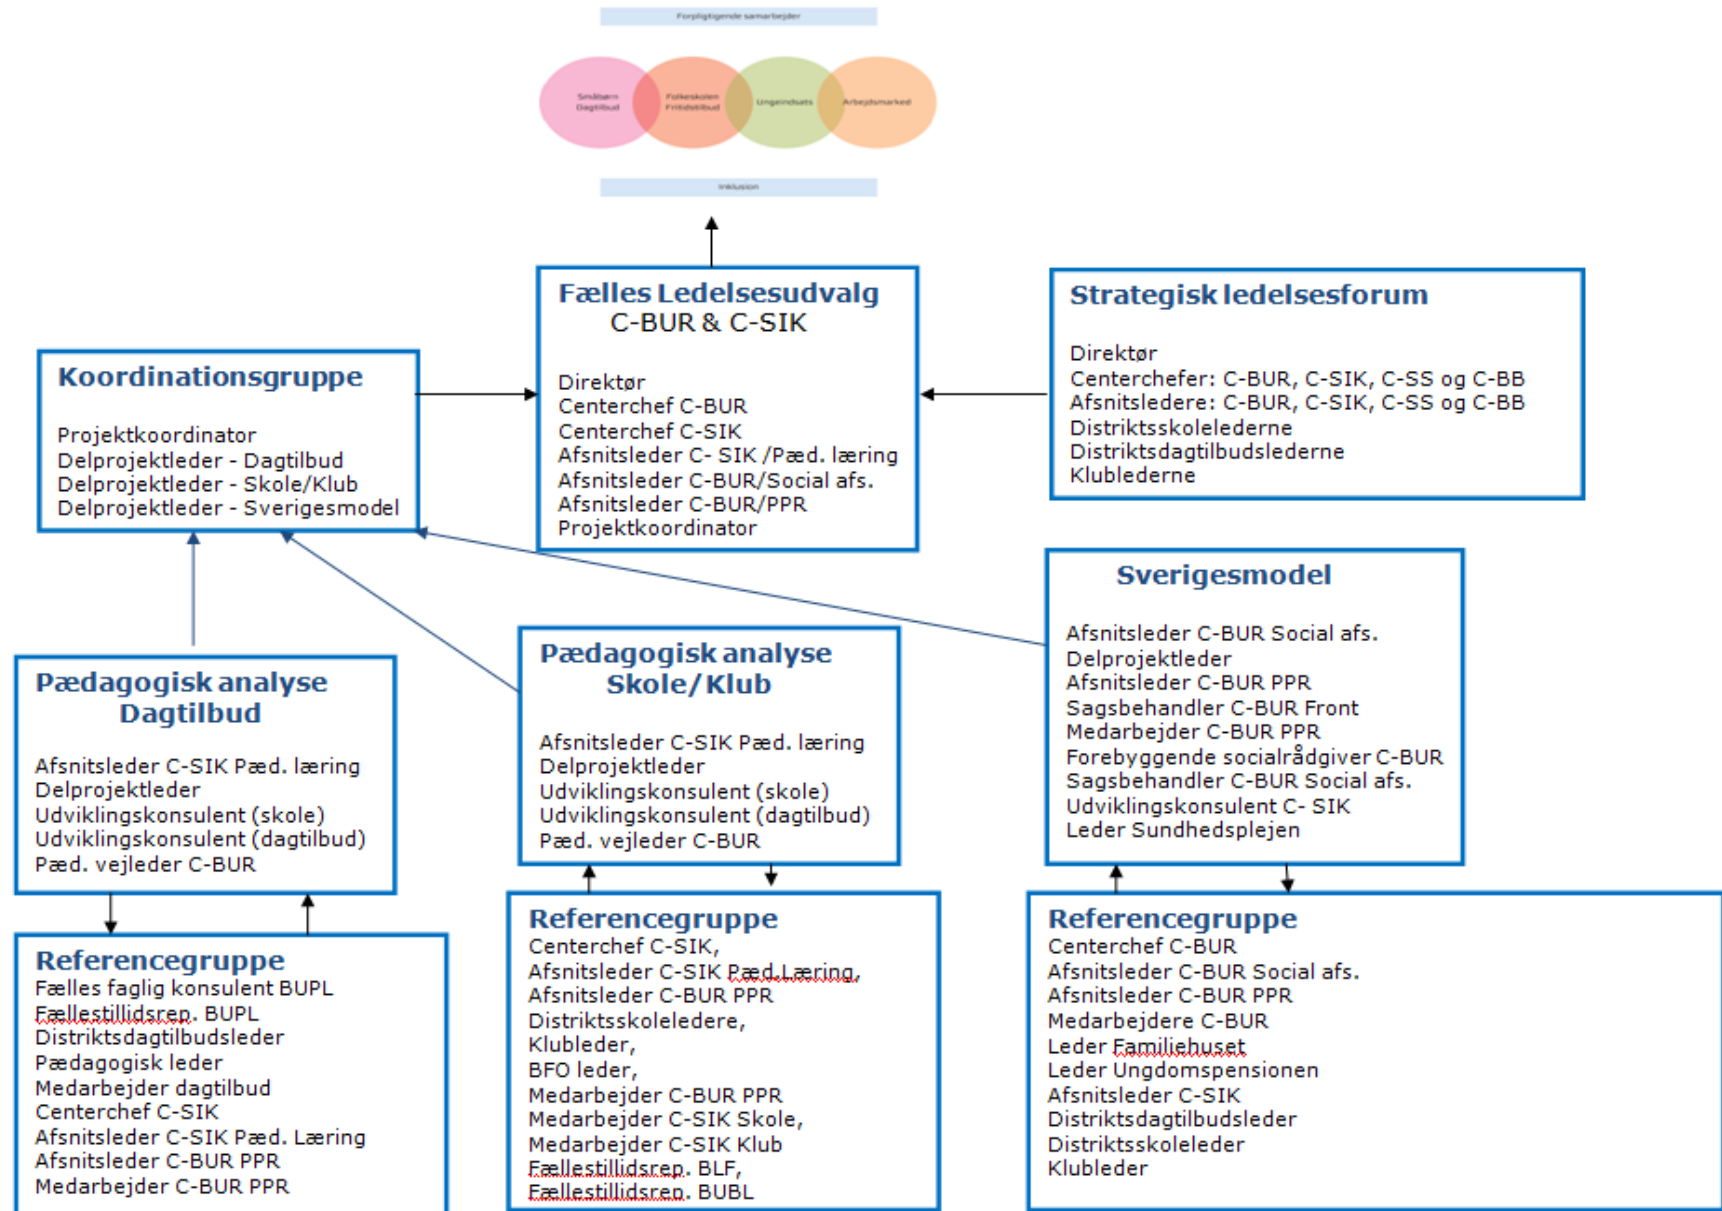 Forpligtigende samarbejder
Småbørn
Dagtilbud
Folkeskolen
Fritidstilbud
Ungeindsats
Arbejdsmarked
Inklusion
Fælles Ledelsesudvalg
C-BUR & C-SIK
Direktør
Centerchef C-BUR
Centerchef C-SIK
Afsnitsleder C- SIK /Pæd. læring
Afsnitsleder C-BUR/Social afs.
Afsnitsleder C-BUR/PPR
Projektkoordinator
Strategisk ledelsesforum
Direktør
Centerchefer: C-BUR, C-SIK, C-SS og C-BB
Afsnitsledere: C-BUR, C-SIK, C-SS og C-BB
Distriktsskolelederne
Distriktsdagtilbudslederne
Klublederne
Koordinationsgruppe
Projektkoordinator
Delprojektleder - Dagtilbud
Delprojektleder - Skole/Klub
Delprojektleder - Sverigesmodel
Pædagogisk analyse
Dagtilbud
Afsnitsleder C-SIK Pæd. læring
Delprojektleder
Udviklingskonsulent (skole)
Udviklingskonsulent (dagtilbud)
Pæd. vejleder C-BUR
Pædagogisk analyse
Skole/Klub
Afsnitsleder C-SIK Pæd. læring
Delprojektleder
Udviklingskonsulent (skole)
Udviklingskonsulent (dagtilbud)
Pæd. vejleder C-BUR
Sverigesmodel
Afsnitsleder C-BUR Social afs.
Delprojektleder
Afsnitsleder C-BUR PPR
Sagsbehandler C-BUR Front
Medarbejder C-BUR PPR
Forebyggende socialrådgiver C-BUR
Sagsbehandler C-BUR Social afs.
Udviklingskonsulent C- SIK
Leder Sundhedsplejen
Referencegruppe
Fælles faglig konsulent BUPL
Fællestillidsrep. BUPL
Distriktsdagtilbudsleder
Pædagogisk leder
Medarbejder dagtilbud
Centerchef C-SIK
Afsnitsleder C-SIK Pæd. Læring
Afsnitsleder C-BUR PPR
Medarbejder C-BUR PPR
Referencegruppe
Centerchef C-SIK,
Afsnitsleder C-SIK Pæd.Læring,
Afsnitsleder C-BUR PPR
Distriktsskoleledere,
Klubleder,
BFO leder,
Medarbejder C-BUR PPR
Medarbejder C-SIK Skole,
Medarbejder C-SIK Klub
Fællestillidsrep. BLF,
Fællestillidsrep. BUBL
Referencegruppe
Centerchef C-BUR
Afsnitsleder C-BUR Social afs.
Afsnitsleder C-BUR PPR
Medarbejdere C-BUR
Leder Familiehuset
Leder Ungdomspensionen
Afsnitsleder C-SIK
Distriktsdagtilbudsleder
Distriktsskoleleder
Klubleder